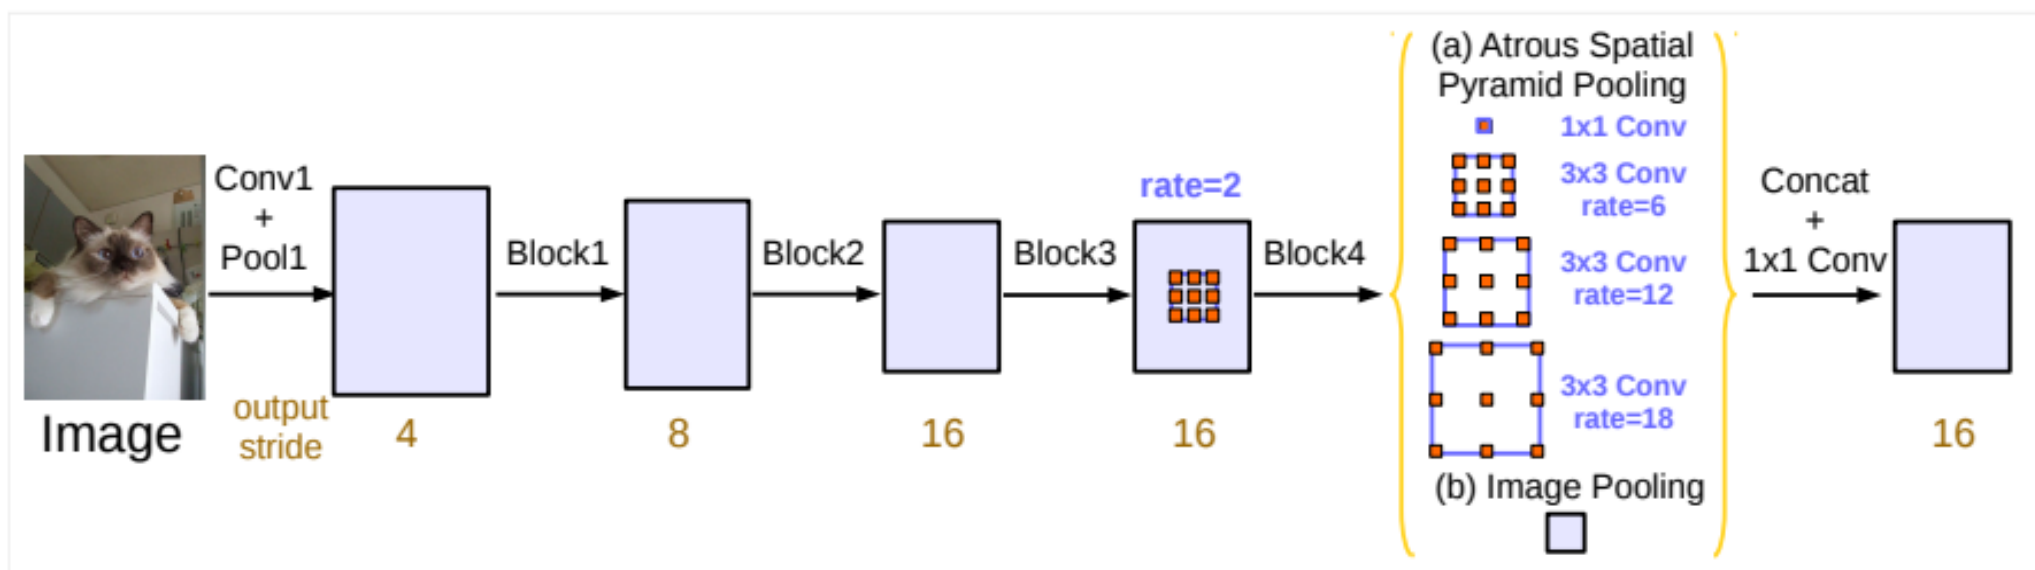 Image
output
stride
Conv1
+
Pool1
4
Block1
8
Block2
16
Block3
rate=2
16
Block4
(a) Atrous Spatial
Pyramid Pooling
1x1 Conv
3x3 Conv
rate=6
3x3 Conv
rate=12
3x3 Conv
rate=18
(b) Image Pooling
Concat
+
1x1 Conv
16